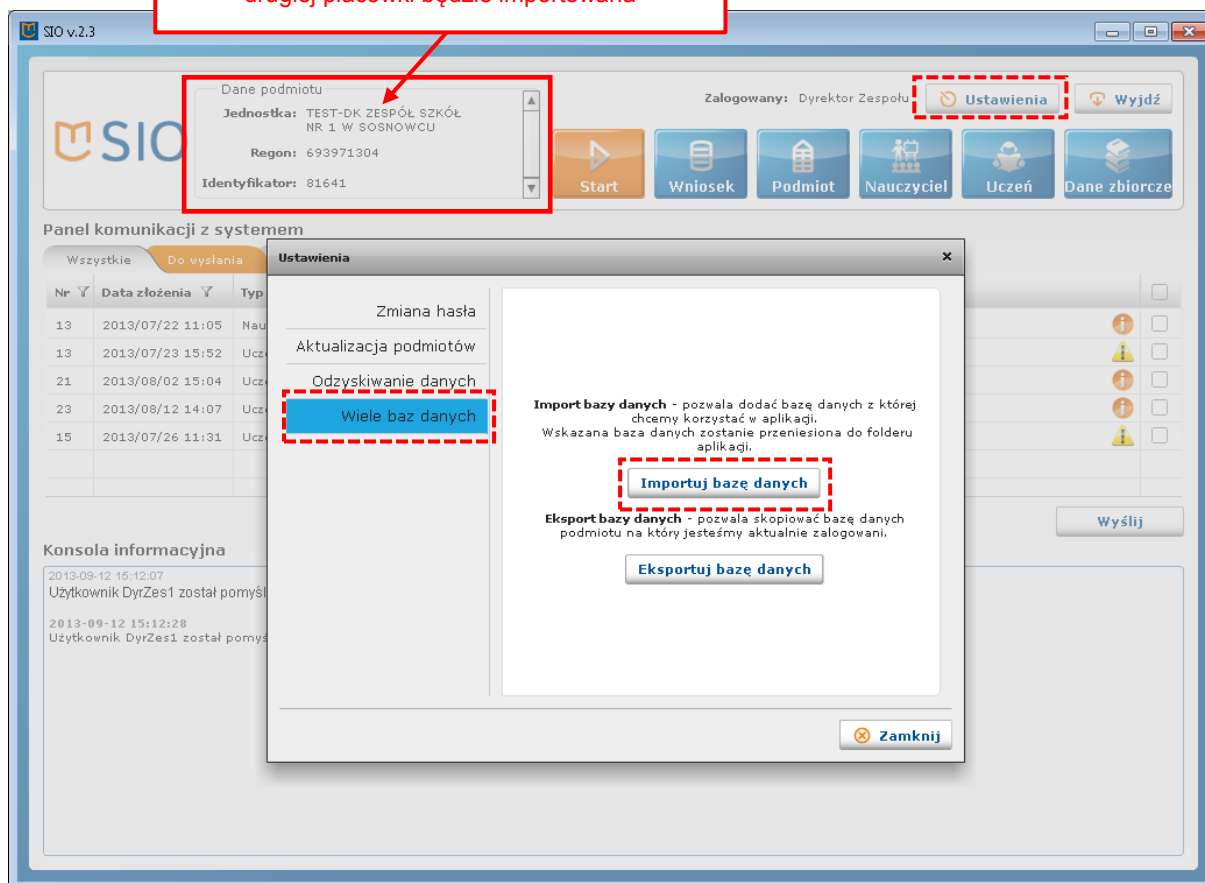 drugiej placówki będzie importowana
SIO v.2.3
Dane podmiotu
Jednostka: TEST-DK ZESPÓŁ SZKÓŁ
NR 1 W SOSNOWCU
Regon: 693971304
Identyfikator: 81641
SIO
Zalogowany: Dyrektor Zespołu
Ustawienia
Wyjdź
Start
Wniosek
Podmiot
Nauczyciel
Uczeń
Dane zbiorcze
Panel komunikacji z systemem
Wszystkie
Do wysłania
Nr
Data złożenia
Typ
13 2013/07/22 11:05
13 2013/07/23 15:52
21 2013/08/02 15:04
23 2013/08/12 14:07
15 2013/07/26 11:31
Wyślij
Konsola informacyjna
2013-09-12 15:12:07
Użytkownik DyrZes1 został
2013-09-12 15:12:28
Użytkownik DyrZes1 został
Ustawienia
Zmiana hasła
Aktualizacja podmiotów
Odzyskiwanie danych
Wiele baz danych
Import bazy danych - pozwala dodać bazę danych z której
chcemy korzystać w aplikacji.
Wskazana baza danych zostanie przeniesiona do folderu
aplikacji.
Importuj bazę danych
Eksport bazy danych - pozwala skopiować bazę danych
podmiotu na który jesteśmy aktualnie zalogowani.
Eksportuj bazę danych
Zamknij